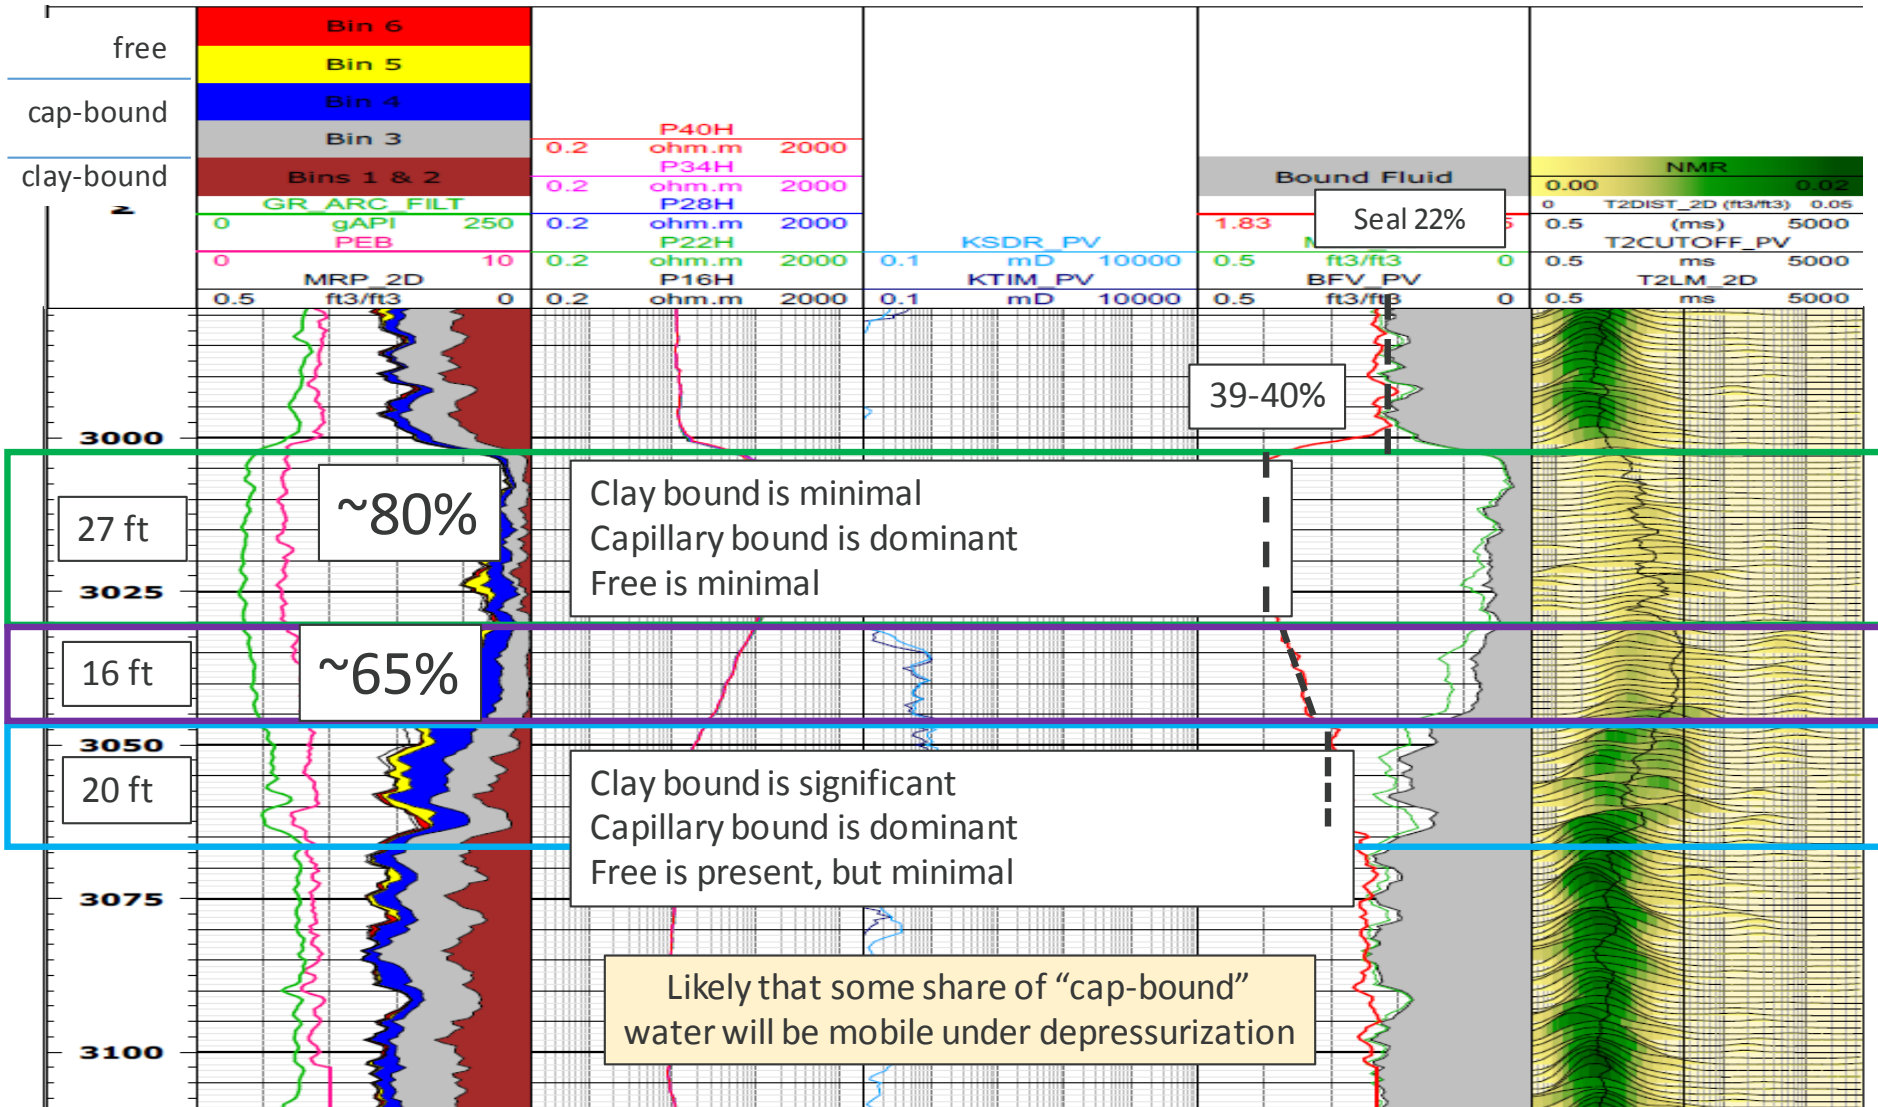 free
cap-bound
clay-bound
Bin 6
Bin 5
Bin 4
Bin 3
Bins 1 & 2
GR_ARC_FILT
0 gAPI 250
PEB
0 10
MRP_2D
0.5 ft3/ft3 0
P40H
0.2 ohm.m 2000
P34H
0.2 ohm.m 2000
P28H
0.2 ohm.m 2000
P22H
0.2 ohm.m 2000
P16H
0.2 ohm.m 2000
KSDR_PV
0.1 mD 10000
KTIM_PV
0.1 mD 10000
Bound Fluid
Seal 22%
1.83
0.5 ft3/ft3 0
BFV_PV
0.5 ft3/ft3 0
NMR
0.00 0.02
0 T2DIST_2D (ft3/ft3) 0.05
0.5 (ms) 5000
T2CUTOFF_PV
0.5 ms 5000
T2LM_2D
0.5 ms 5000
39-40%
3000
27 ft
~80%
Clay bound is minimal
Capillary bound is dominant
Free is minimal
3025
16 ft
~65%
3050
20 ft
Clay bound is significant
Capillary bound is dominant
Free is present, but minimal
3075
Likely that some share of “cap-bound”
water will be mobile under depressurization
3100